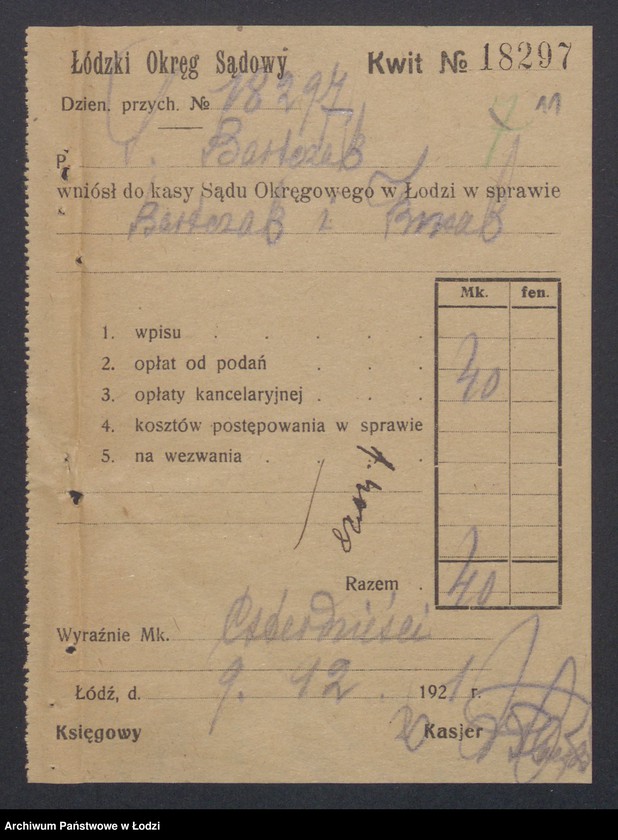 Łódzki Okręg Sądowy Kwit № 18297
Dzien. przych. № 18297
7 11
P. Bartczak
wniósł do kasy Sądu Okręgowego w Łodzi w sprawie
Bartczak i
Mk. fen.
1. wpisu . . . . .
2. opłat od podań . . .
3. opłaty kancelaryjnej . . . 40
4. kosztów postępowania w sprawie
5. na wezwania . . . .
Razem . 40
Wyraźnie Mk. Czterdzieści
Łódź, d. 9. 12. 1921 r.
Księgowy Kasjer
Archiwum Państwowe w Łodzi